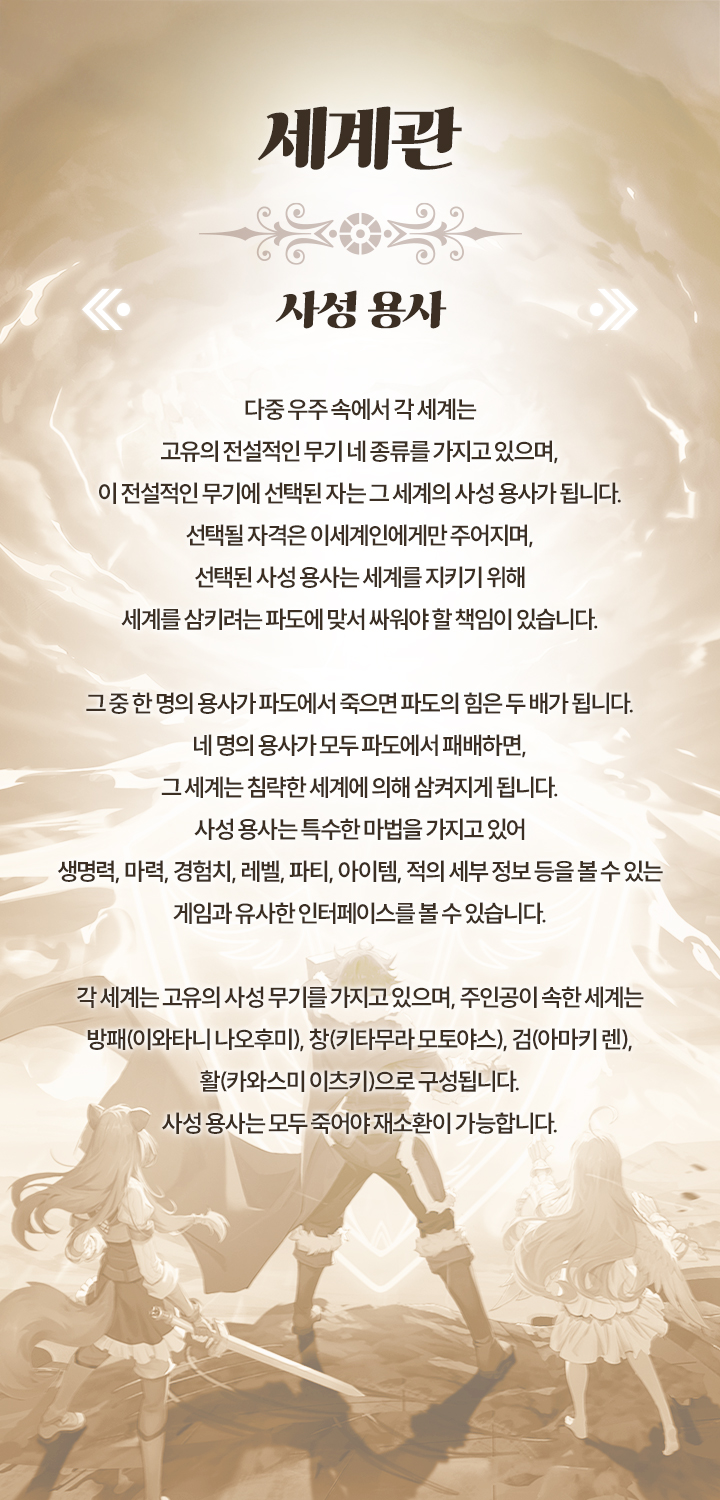 세계관
사성 용사
다중 우주 속에서 각 세계는
고유의 전설적인 무기 네 종류를 가지고 있으며,
이 전설적인 무기에 선택된 자는 그 세계의 사성 용사가 됩니다.
선택될 자격은 이세계인에게만 주어지며,
선택된 사성 용사는 세계를 지키기 위해
세계를 삼키려는 파도에 맞서 싸워야 할 책임이 있습니다.
그 중 한 명의 용사가 파도에서 죽으면 파도의 힘은 두 배가 됩니다.
네 명의 용사가 모두 파도에서 패배하면,
그 세계는 침략한 세계에 의해 삼켜지게 됩니다.
사성 용사는 특수한 마법을 가지고 있어
생명력, 마력, 경험치, 레벨, 파티, 아이템, 적의 세부 정보 등을 볼 수 있는
게임과 유사한 인터페이스를 볼 수 있습니다.
각 세계는 고유의 사성 무기를 가지고 있으며, 주인공이 속한 세계는
방패(이와타니 나오후미), 창(키타무라 모토야스), 검(아마키 렌),
활(카와스미 이츠키)으로 구성됩니다.
사성 용사는 모두 죽어야 재소환이 가능합니다.